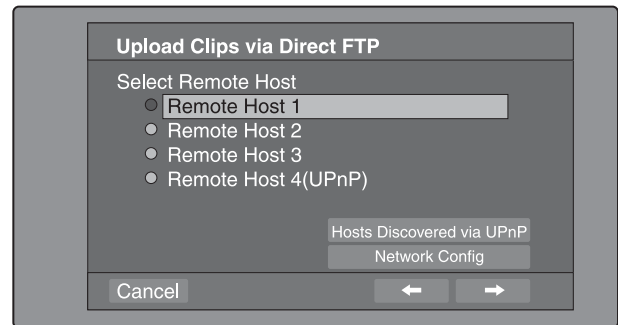 Upload Clips via Direct FTP
Select Remote Host
Remote Host 1
Remote Host 2
Remote Host 3
Remote Host 4(UPnP)
Hosts Discovered via UPnP
Network Config
Cancel